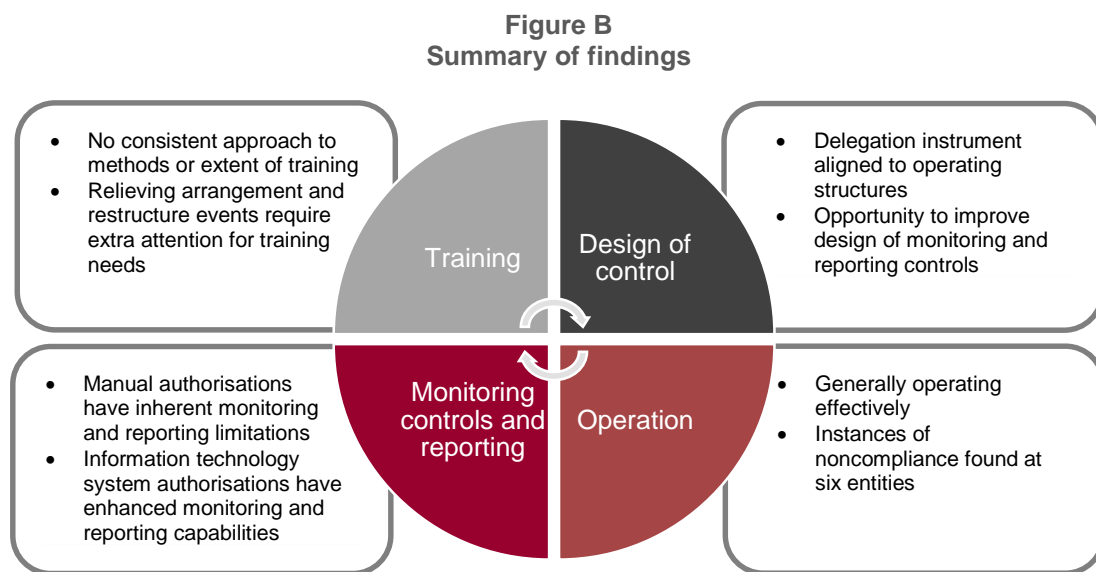 Figure B
Summary of findings
• No consistent approach to
methods or extent of training
• Relieving arrangement and
restructure events require
extra attention for training
needs
Training
Design of
control
• Delegation instrument
aligned to operating
structures
• Opportunity to improve
design of monitoring and
reporting controls
• Manual authorisations
have inherent monitoring
and reporting limitations
• Information technology
system authorisations have
enhanced monitoring and
reporting capabilities
Monitoring
controls and
reporting
Operation
• Generally operating
effectively
• Instances of
noncompliance found at
six entities